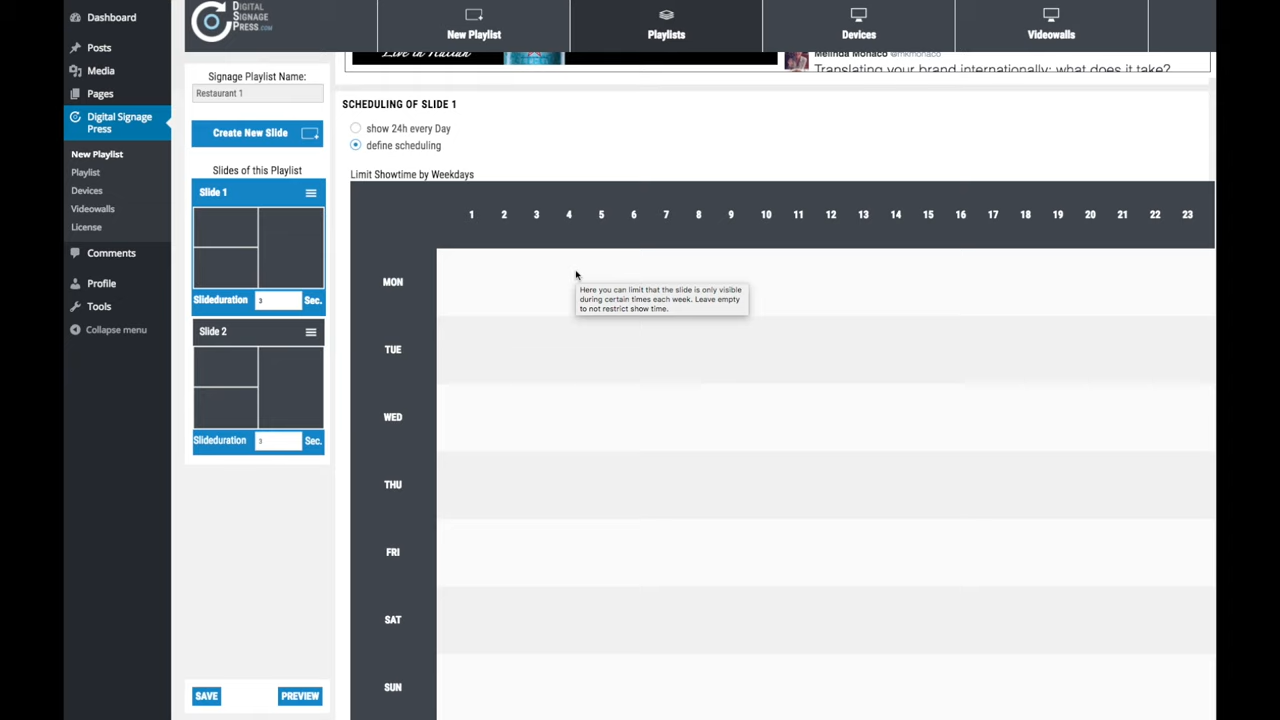 Dashboard
Posts
Media
Pages
Digital Signage
Press
New Playlist
Playlist
Devices
Videowalls
License
Comments
Profile
Tools
Collapse menu
DIGITAL
SIGNAGE
PRESS.COM
New Playlist
Playlists
Devices
Videowalls
Signage Playlist Name:
Restaurant 1
Create New Slide
Slides of this Playlist
Slide 1
Slideduration 3 Sec.
Slide 2
Slideduration 3 Sec.
SAVE
PREVIEW
Live in Italian
Melinda Monaco @mkmonaco
Translating your brand internationally: what does it take?
SCHEDULING OF SLIDE 1
show 24h every Day
define scheduling
Limit Showtime by Weekdays
1 2 3 4 5 6 7 8 9 10 11 12 13 14 15 16 17 18 19 20 21 22 23
MON
Here you can limit that the slide is only visible
during certain times each week. Leave empty
to not restrict show time.
TUE
WED
THU
FRI
SAT
SUN